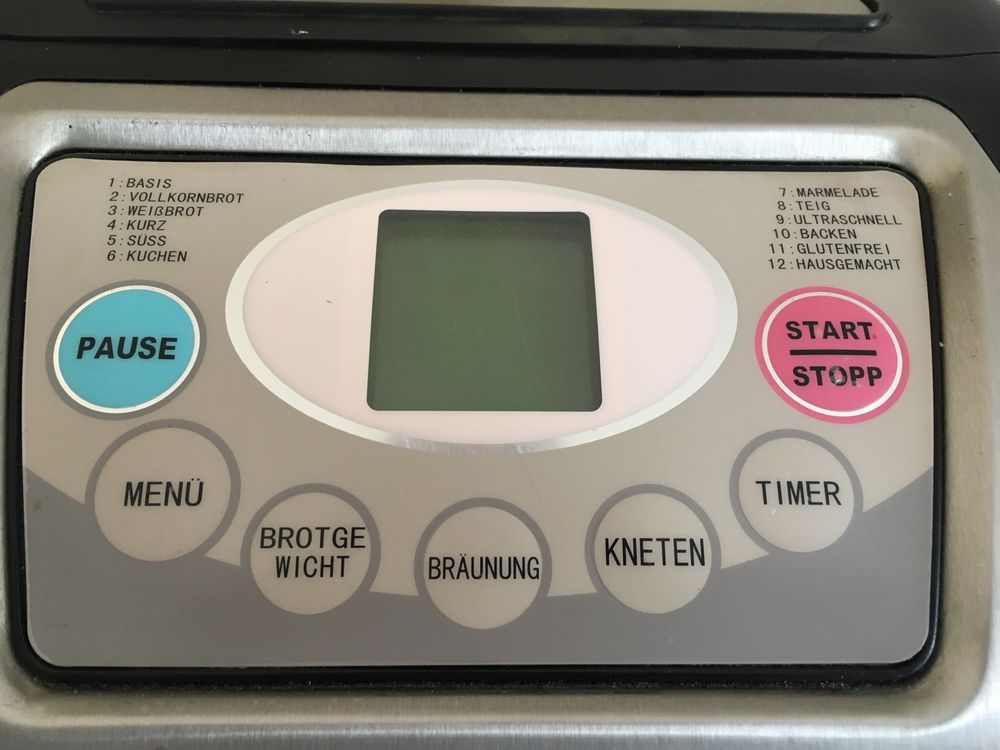 1:BASIS
2:VOLLKORNBROT
3:WEIßBROT
4:KURZ
5:SÜSS
6:KUCHEN
7:MARMELADE
8:TEIG
9:ULTRASCHNELL
10:BACKEN
11:GLUTENFREI
12:HAUSGEMACHT
PAUSE
START
STOPP
MENÜ
BROTGE
WICHT
BRÄUNUNG
KNETEN
TIMER